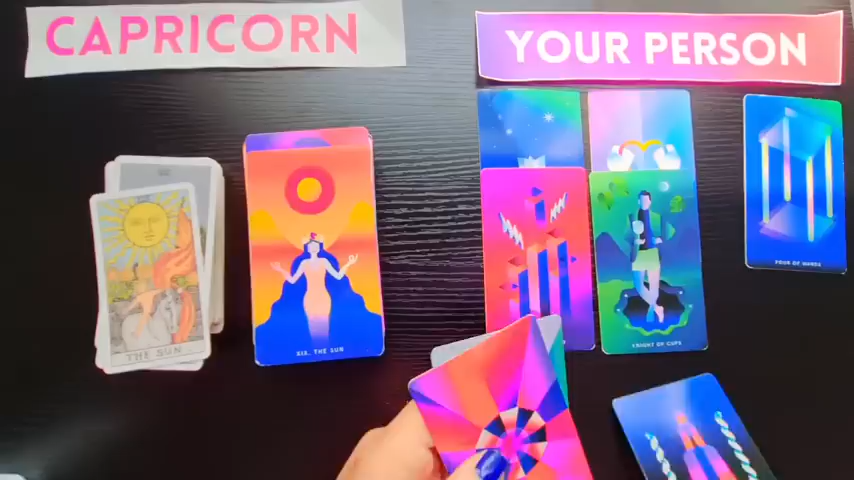 CAPRICORN
YOUR PERSON
THE SUN
XIX. THE SUN
KNIGHT OF CUPS
FOUR OF WANDS